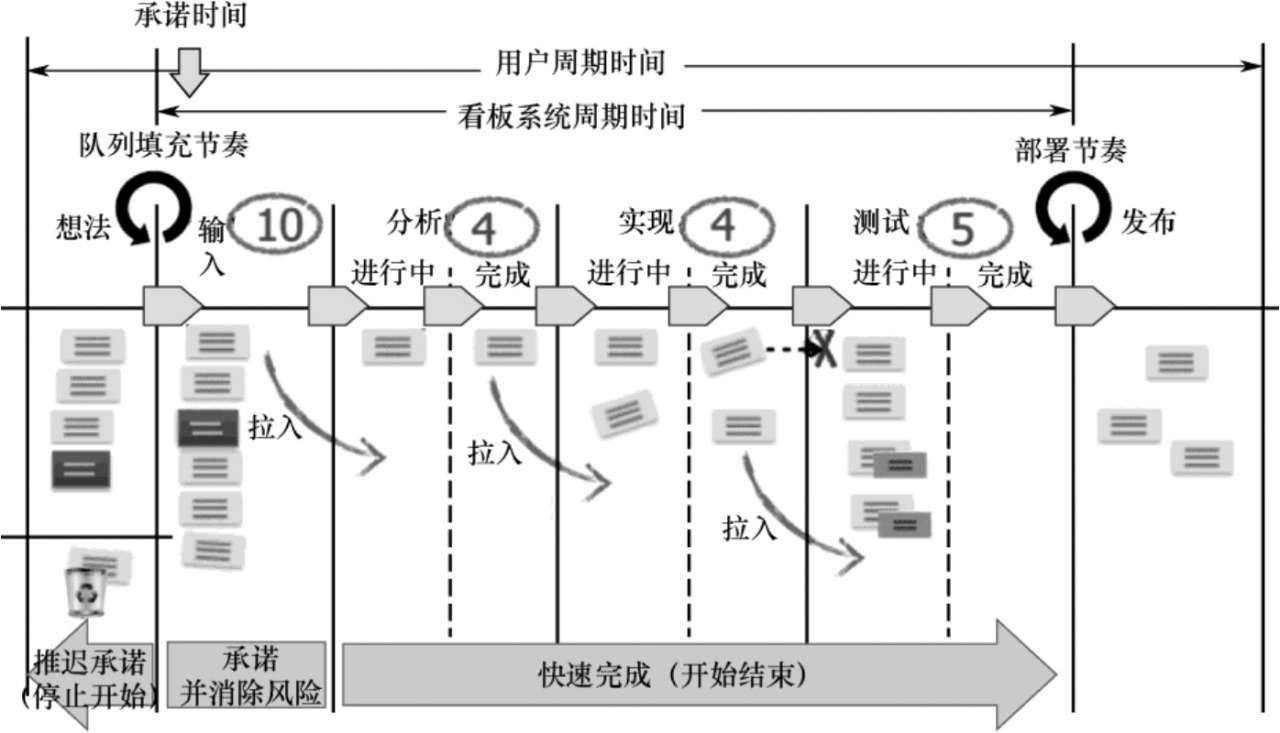 承诺时间
用户周期时间
看板系统周期时间
队列填充节奏
部署节奏
想法
输
入
10
分析
4
实现
4
测试
5
发布
进行中
完成
进行中
完成
进行中
完成
拉入
拉入
拉入
X
推迟承诺
(停止开始)
承诺
并消除风险
快速完成（开始结束）